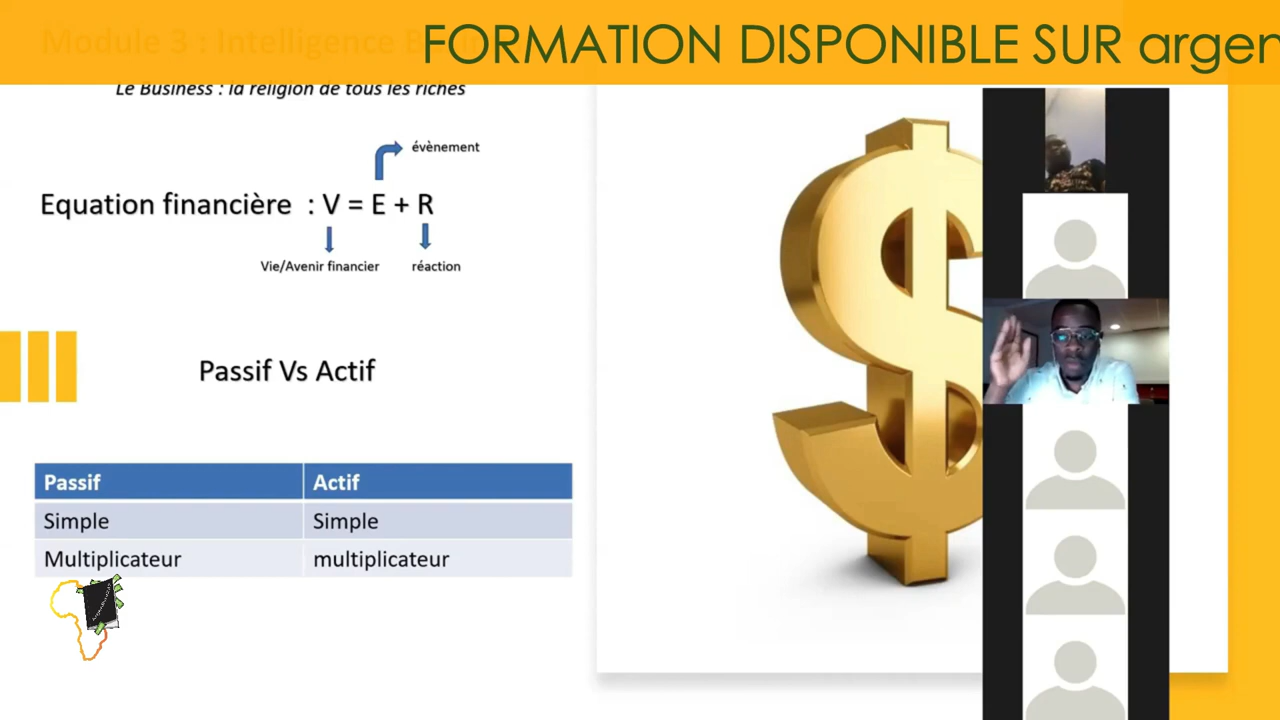 FORMATION DISPONIBLE SUR argen
Module 3 : Intelligence
Le Business : la religion de tous les riches
évènement
Equation financière : V = E + R
Vie/Avenir financier
réaction
Passif Vs Actif
Passif Actif
Simple Simple
Multiplicateur multiplicateur